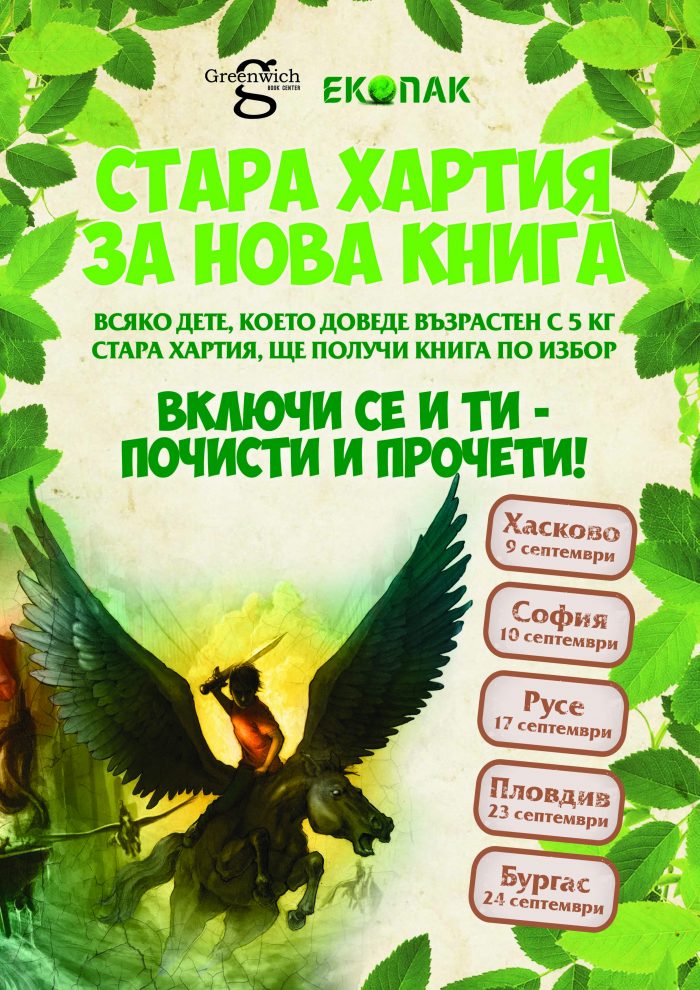 Greenwich
BOOK CENTER
ЕКОПАК
СТАРА ХАРТИЯ
ЗА НОВА КНИГА
ВСЯКО ДЕТЕ, КОЕТО ДОВЕДЕ ВЪЗРАСТЕН С 5 КГ
СТАРА ХАРТИЯ, ЩЕ ПОЛУЧИ КНИГА ПО ИЗБОР
ВКЛЮЧИ СЕ И ТИ -
ПОЧИСТИ И ПРОЧЕТИ!
Хасково
9 септември
София
10 септември
Русе
17 септември
Пловдив
23 септември
Бургас
24 септември